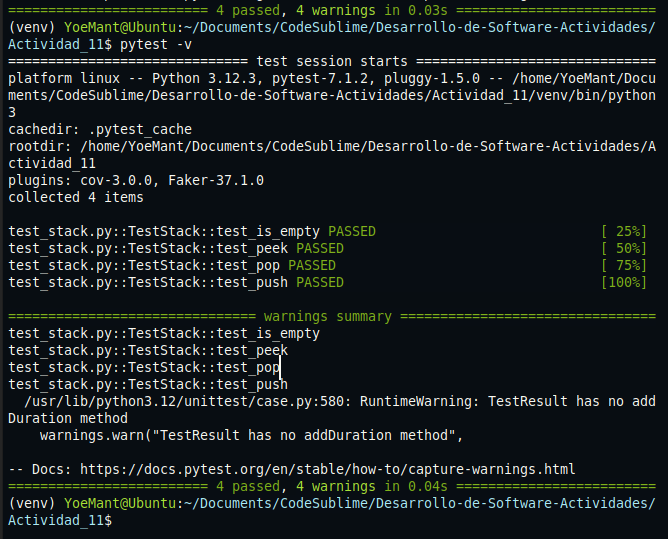 ========================= 4 passed, 4 warnings in 0.03s =========================
(venv) YoeMant@Ubuntu:~/Documents/CodeSublime/Desarrollo-de-Software-Actividades/
Actividad_11$ pytest -v
============================== test session starts ==============================
platform linux -- Python 3.12.3, pytest-7.1.2, pluggy-1.5.0 -- /home/YoeMant/Docu
ments/CodeSublime/Desarrollo-de-Software-Actividades/Actividad_11/venv/bin/python
3
cachedir: .pytest_cache
rootdir: /home/YoeMant/Documents/CodeSublime/Desarrollo-de-Software-Actividades/A
ctividad_11
plugins: cov-3.0.0, Faker-37.1.0
collected 4 items
test_stack.py::TestStack::test_is_empty PASSED                            [ 25%]
test_stack.py::TestStack::test_peek PASSED                                [ 50%]
test_stack.py::TestStack::test_pop PASSED                                 [ 75%]
test_stack.py::TestStack::test_push PASSED                                [100%]
=============================== warnings summary ================================
test_stack.py::TestStack::test_is_empty
test_stack.py::TestStack::test_peek
test_stack.py::TestStack::test_pop
test_stack.py::TestStack::test_push
  /usr/lib/python3.12/unittest/case.py:580: RuntimeWarning: TestResult has no add
Duration method
    warnings.warn("TestResult has no addDuration method",
-- Docs: https://docs.pytest.org/en/stable/how-to/capture-warnings.html
========================= 4 passed, 4 warnings in 0.04s =========================
(venv) YoeMant@Ubuntu:~/Documents/CodeSublime/Desarrollo-de-Software-Actividades/
Actividad_11$